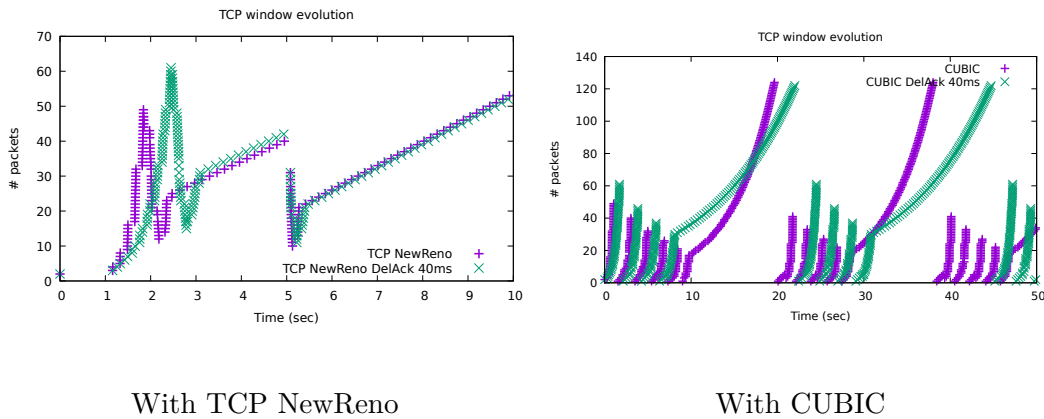 TCP window evolution
70
60
50
40
30
20
10
0
# packets
0 1 2 3 4 5 6 7 8 9 10
Time (sec)
TCP NewReno
TCP NewReno DelAck 40ms
TCP window evolution
140
120
100
80
60
40
20
0
# packets
0 10 20 30 40 50
Time (sec)
CUBIC
CUBIC DelAck 40ms
With TCP NewReno
With CUBIC